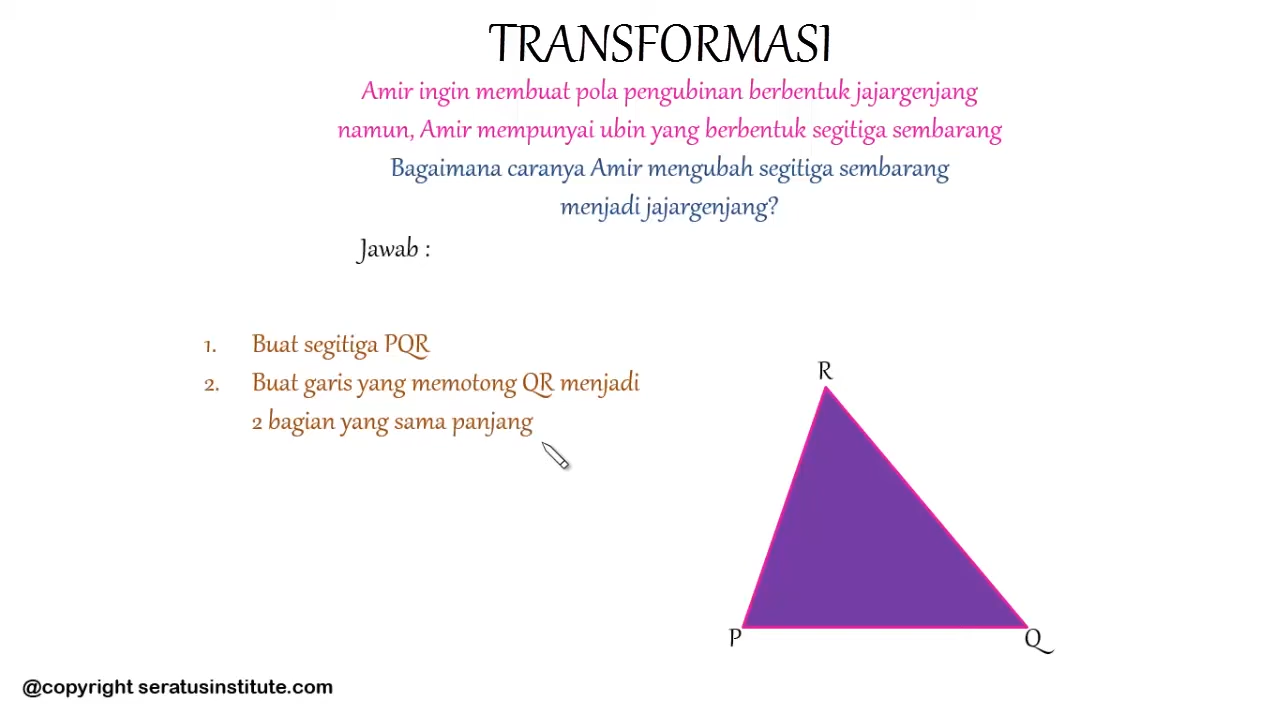 TRANSFORMASI
Amir ingin membuat pola pengubinan berbentuk jajargenjang
namun, Amir mempunyai ubin yang berbentuk segitiga sembarang
Bagaimana caranya Amir mengubah segitiga sembarang
menjadi jajargenjang?
Jawab :
1. Buat segitiga PQR
2. Buat garis yang memotong QR menjadi
2 bagian yang sama panjang
R
P
Q
@copyright seratusinstitute.com